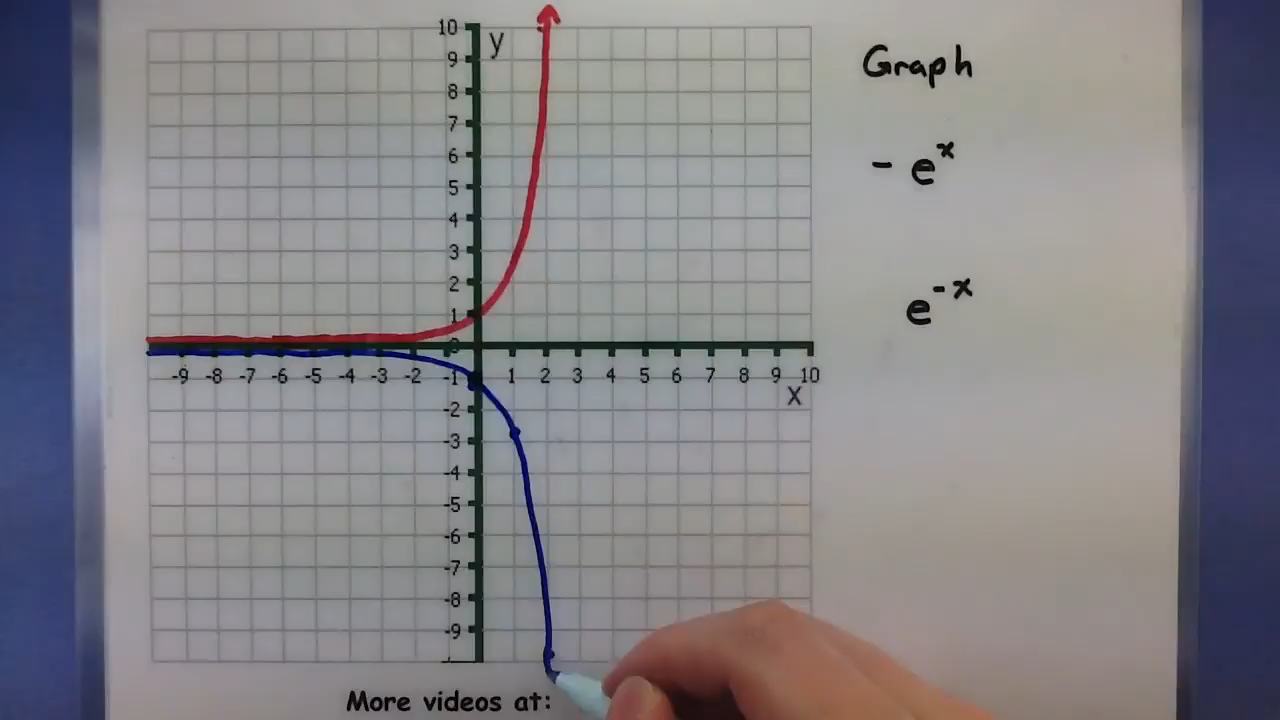 Graph
- e^x
e^-x
10
y
9
8
7
6
5
4
3
2
1
0
-9 -8 -7 -6 -5 -4 -3 -2 -1 1 2 3 4 5 6 7 8 9 10
x
-2
-3
-4
-5
-6
-7
-8
-9
More videos at: